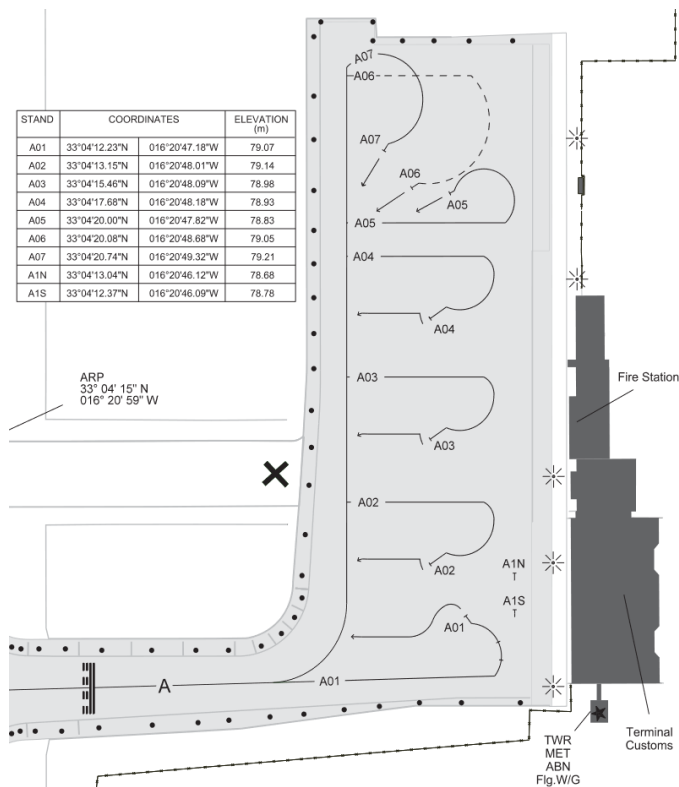 A07
A06
A07
A06
A05
A05
A04
A04
A03
A03
A02
A02
A1N
A1S
A01
A01
A
STAND COORDINATES ELEVATION (m)
A01 33°04'12.23"N 016°20'47.18"W 79.07
A02 33°04'13.15"N 016°20'48.01"W 79.14
A03 33°04'15.46"N 016°20'48.09"W 78.98
A04 33°04'17.68"N 016°20'48.18"W 78.93
A05 33°04'20.00"N 016°20'47.82"W 78.83
A06 33°04'20.08"N 016°20'48.68"W 79.05
A07 33°04'20.74"N 016°20'49.32"W 79.21
A1N 33°04'13.04"N 016°20'46.12"W 78.68
A1S 33°04'12.37"N 016°20'46.09"W 78.78
ARP
33° 04' 15" N
016° 20' 59" W
Fire Station
TWR
MET
ABN
Flg.W/G
Terminal
Customs